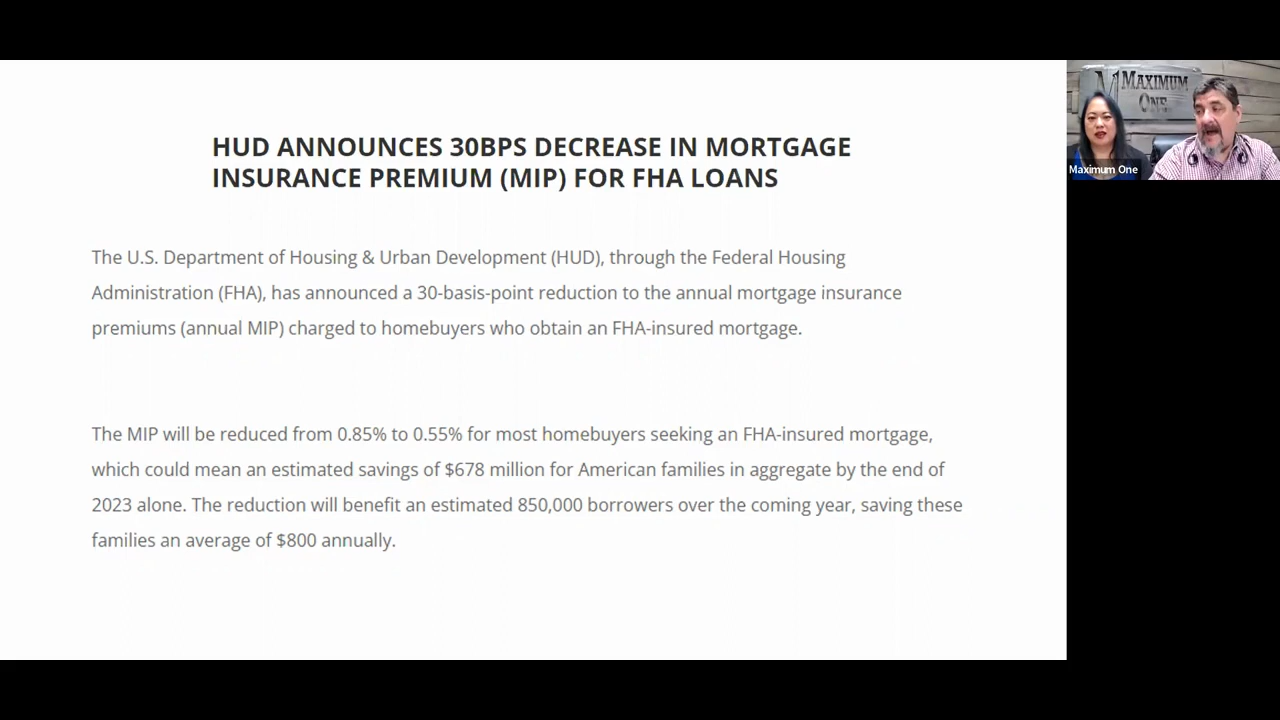 HUD ANNOUNCES 30BPS DECREASE IN MORTGAGE
INSURANCE PREMIUM (MIP) FOR FHA LOANS
The U.S. Department of Housing & Urban Development (HUD), through the Federal Housing
Administration (FHA), has announced a 30-basis-point reduction to the annual mortgage insurance
premiums (annual MIP) charged to homebuyers who obtain an FHA-insured mortgage.
The MIP will be reduced from 0.85% to 0.55% for most homebuyers seeking an FHA-insured mortgage,
which could mean an estimated savings of $678 million for American families in aggregate by the end of
2023 alone. The reduction will benefit an estimated 850,000 borrowers over the coming year, saving these
families an average of $800 annually.
MAXIMUM
ONE
Maximum One